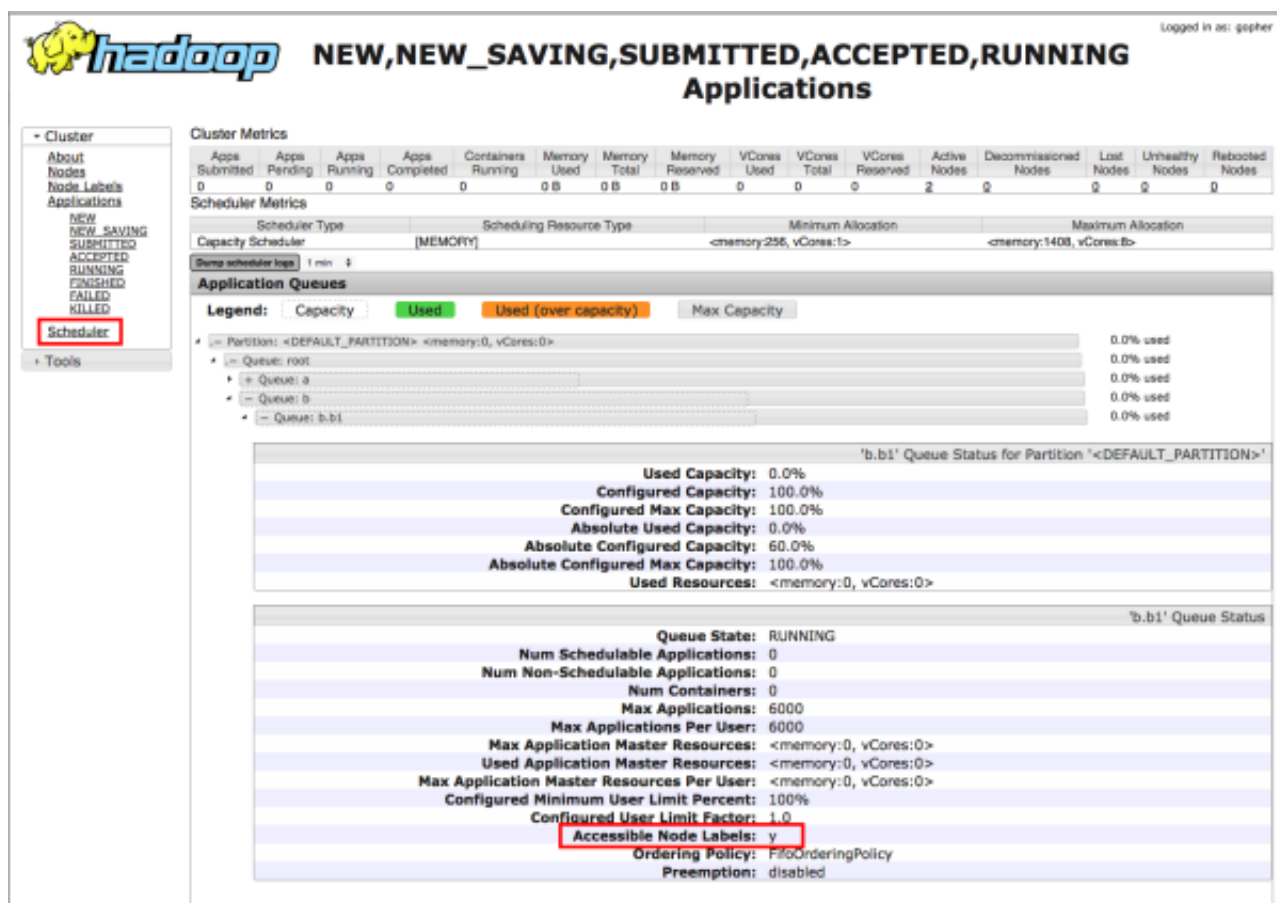 Logged in as: gopher
hadoop
NEW,NEW_SAVING,SUBMITTED,ACCEPTED,RUNNING
Applications
Cluster
About
Nodes
Node Labels
Applications
NEW
NEW_SAVING
SUBMITTED
ACCEPTED
RUNNING
FINISHED
FAILED
KILLED
Scheduler
Tools
Cluster Metrics
Apps Submitted Apps Pending Apps Running Apps Completed Containers Running Memory Used Memory Total Memory Reserved VCores Used VCores Total VCores Reserved Active Nodes Decommissioned Nodes Lost Nodes Unhealthy Nodes Rebooted Nodes
0 0 0 0 0 0 B 0 B 0 B 0 0 0 2 0 0 0 0
Scheduler Metrics
Scheduler Type Scheduling Resource Type Minimum Allocation Maximum Allocation
Capacity Scheduler [MEMORY] <memory:256, vCores:1> <memory:1408, vCores:8>
Dump scheduler logs 1 min
Application Queues
Legend: Capacity Used Used (over capacity) Max Capacity
Partition: <DEFAULT_PARTITION> <memory:0, vCores:0> 0.0% used
- Queue: root 0.0% used
+ Queue: a 0.0% used
- Queue: b 0.0% used
- Queue: b.b1 0.0% used
'b.b1' Queue Status for Partition '<DEFAULT_PARTITION>'
Used Capacity: 0.0%
Configured Capacity: 100.0%
Configured Max Capacity: 100.0%
Absolute Used Capacity: 0.0%
Absolute Configured Capacity: 60.0%
Absolute Configured Max Capacity: 100.0%
Used Resources: <memory:0, vCores:0>
'b.b1' Queue Status
Queue State: RUNNING
Num Schedulable Applications: 0
Num Non-Schedulable Applications: 0
Num Containers: 0
Max Applications: 6000
Max Applications Per User: 6000
Max Application Master Resources: <memory:0, vCores:0>
Used Application Master Resources: <memory:0, vCores:0>
Max Application Master Resources Per User: <memory:0, vCores:0>
Configured Minimum User Limit Percent: 100%
Configured User Limit Factor: 1.0
Accessible Node Labels: y
Ordering Policy: FifoOrderingPolicy
Preemption: disabled